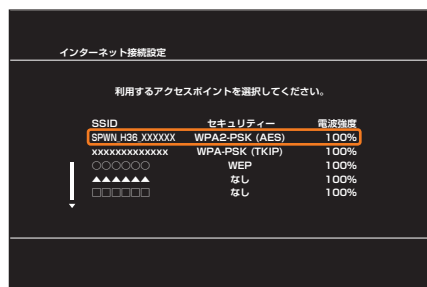 インターネット接続設定
利用するアクセスポイントを選択してください。
SSID セキュリティー 電波強度
SPWN_H36_XXXXXX WPA2-PSK (AES) 100%
xxxxxxxxxxxxx WPA-PSK (TKIP) 100%
○○○○○○ WEP 100%
▲▲▲▲▲▲ なし 100%
□□□□□□ なし 100%